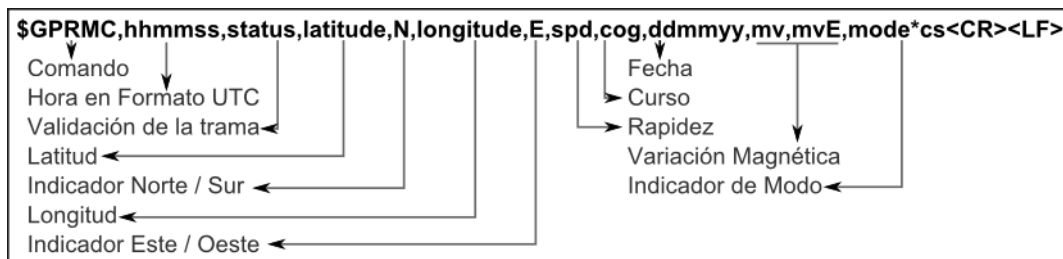 $GPRMC,hhmmss,status,latitude,N,longitude,E,spd,cog,ddmmyy,mv,mvE,mode*cs<CR><LF>
Comando
Hora en Formato UTC
Validación de la trama
Latitud
Indicador Norte / Sur
Longitud
Indicador Este / Oeste
Fecha
Curso
Rapidez
Variación Magnética
Indicador de Modo